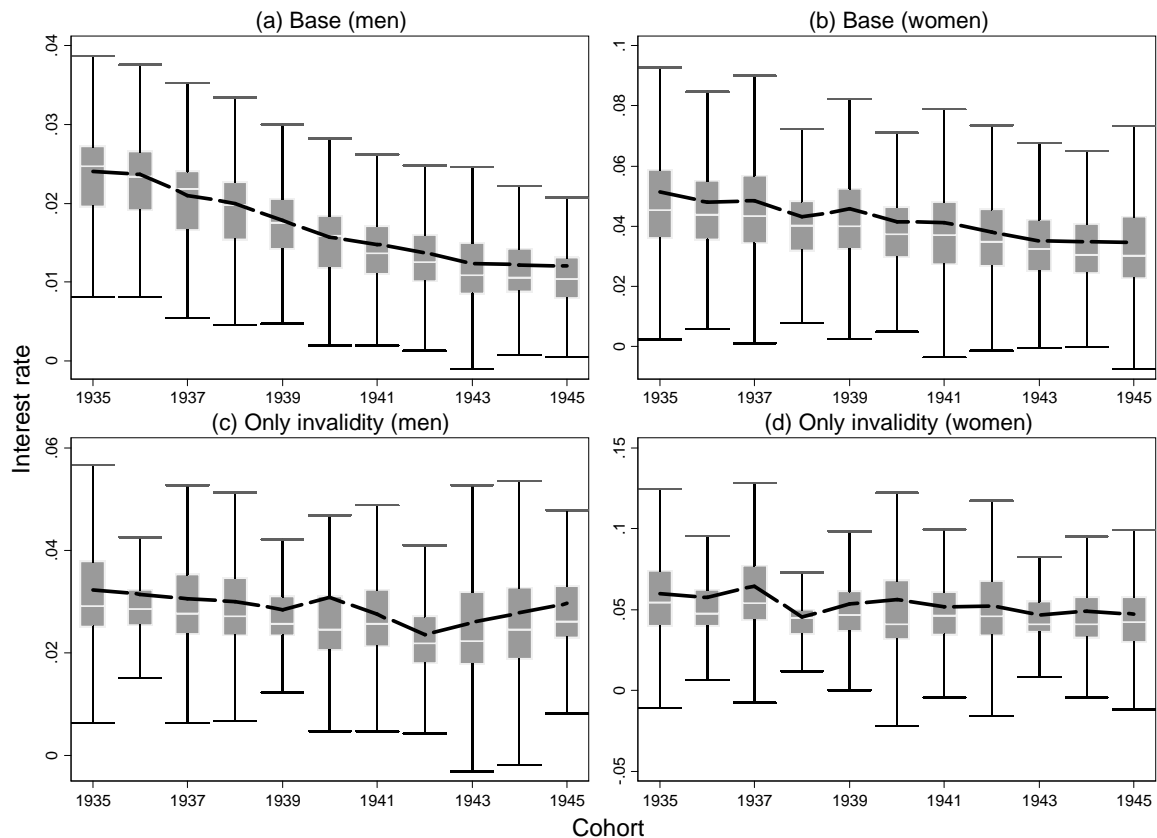 (a) Base (men)
(b) Base (women)
.04
.03
.02
.01
0
1935 1937 1939 1941 1943 1945
.1
.08
.06
.04
.02
0
1935 1937 1939 1941 1943 1945
(c) Only invalidity (men)
(d) Only invalidity (women)
.06
.04
.02
0
1935 1937 1939 1941 1943 1945
.15
.1
.05
0
-.05
1935 1937 1939 1941 1943 1945
Interest rate
Cohort